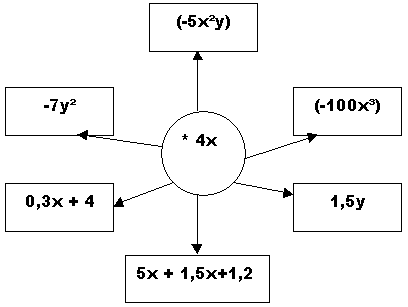 (-5x²y)
-7y²
(-100x³)
* 4x
0,3x + 4
1,5y
5x + 1,5x+1,2